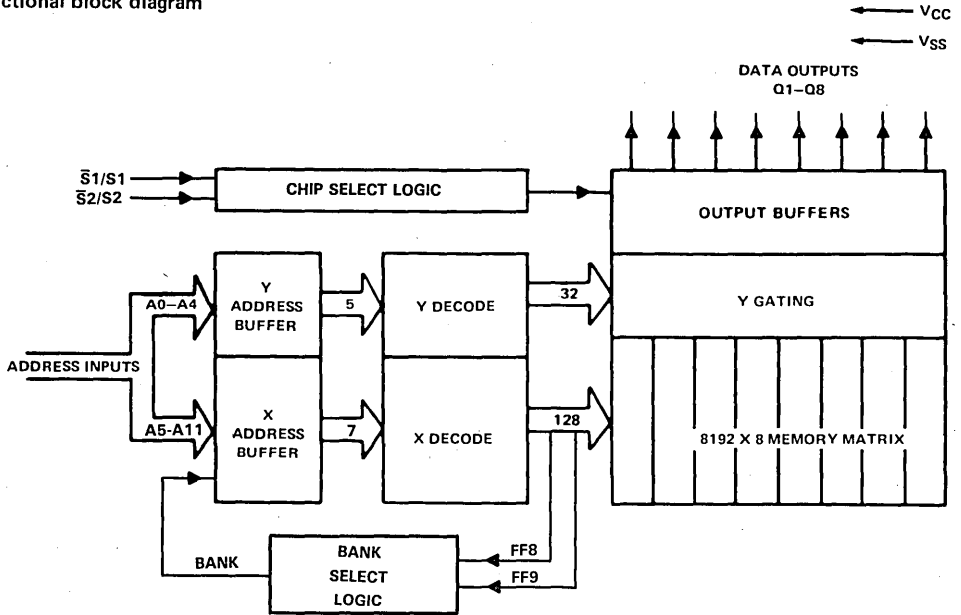 ctional block diagram
VCC
VSS
DATA OUTPUTS
Q1–Q8
S̅1/S1
S̅2/S2
CHIP SELECT LOGIC
OUTPUT BUFFERS
A0–A4
Y
ADDRESS
BUFFER
5
Y DECODE
32
Y GATING
ADDRESS INPUTS
A5-A11
X
ADDRESS
BUFFER
7
X DECODE
128
8192 X 8 MEMORY MATRIX
BANK
BANK
SELECT
LOGIC
FF8
FF9